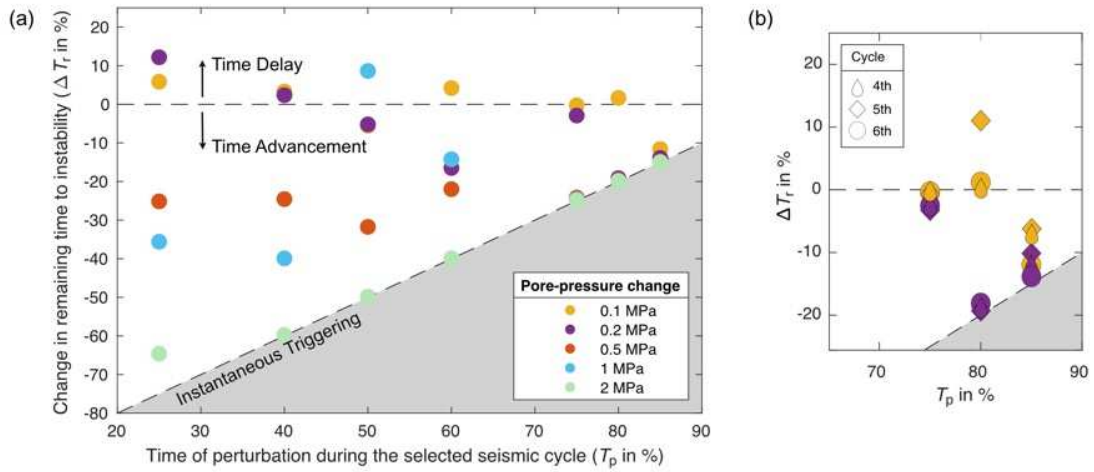 (a)
Change in remaining time to instability (Δ Tr in %)
20
10
0
-10
-20
-30
-40
-50
-60
-70
-80
Time Delay
Time Advancement
Instantaneous Triggering
Pore-pressure change
0.1 MPa
0.2 MPa
0.5 MPa
1 MPa
2 MPa
20 30 40 50 60 70 80 90
Time of perturbation during the selected seismic cycle (Tp in %)
(b)
ΔTr in %
20
10
0
-10
-20
Cycle
4th
5th
6th
70 80 90
Tp in %